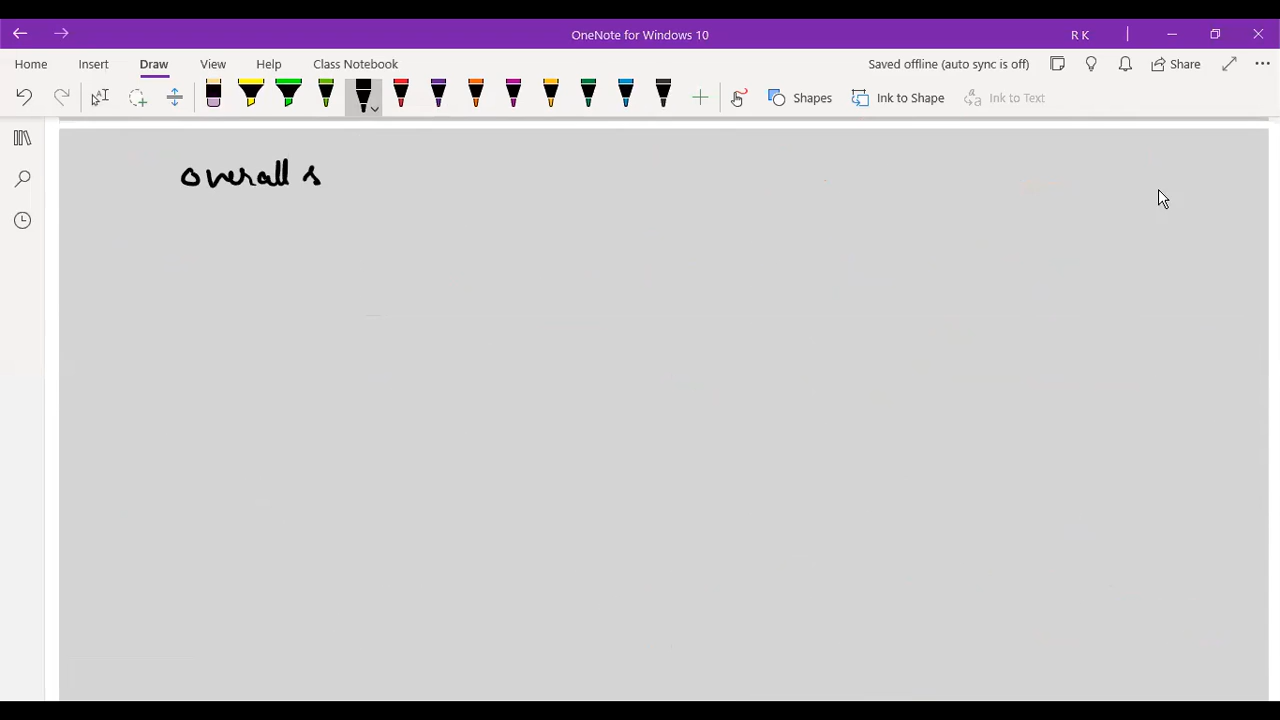 OneNote for Windows 10
R K
Home Insert Draw View Help Class Notebook
Saved offline (auto sync is off) Share
Shapes Ink to Shape Ink to Text
overall s